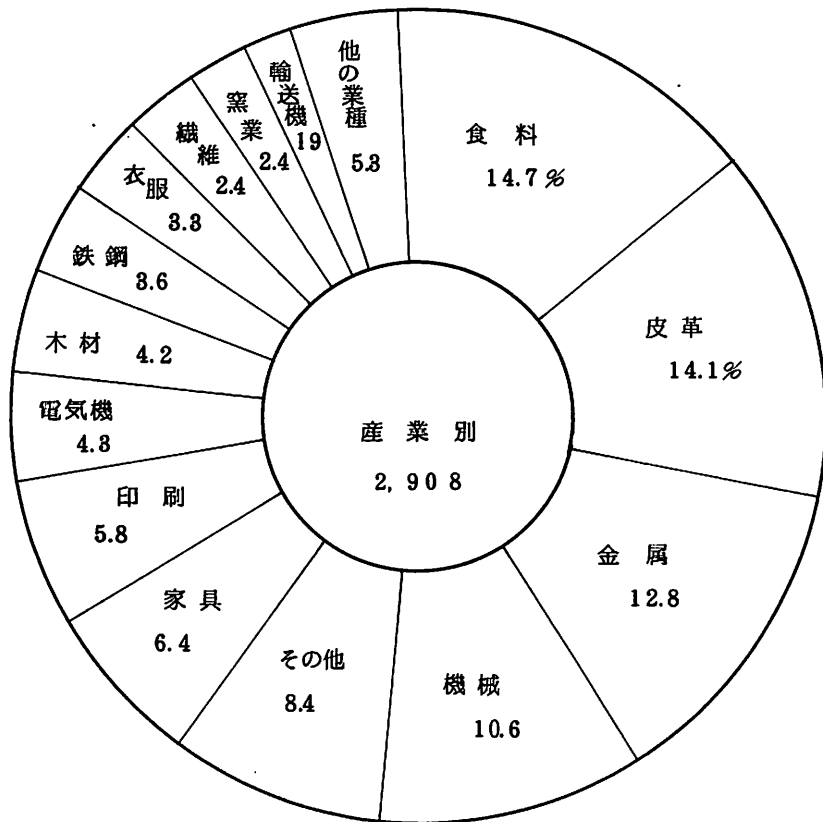 食料
14.7%
皮革
14.1%
金属
12.8
機械
10.6
その他
8.4
家具
6.4
印刷
5.8
電気機
4.3
木材
4.2
鉄鋼
3.6
衣服
3.3
繊維
2.4
窯業
2.4
輸送機
19
他の業種
5.3
産業別
2,908